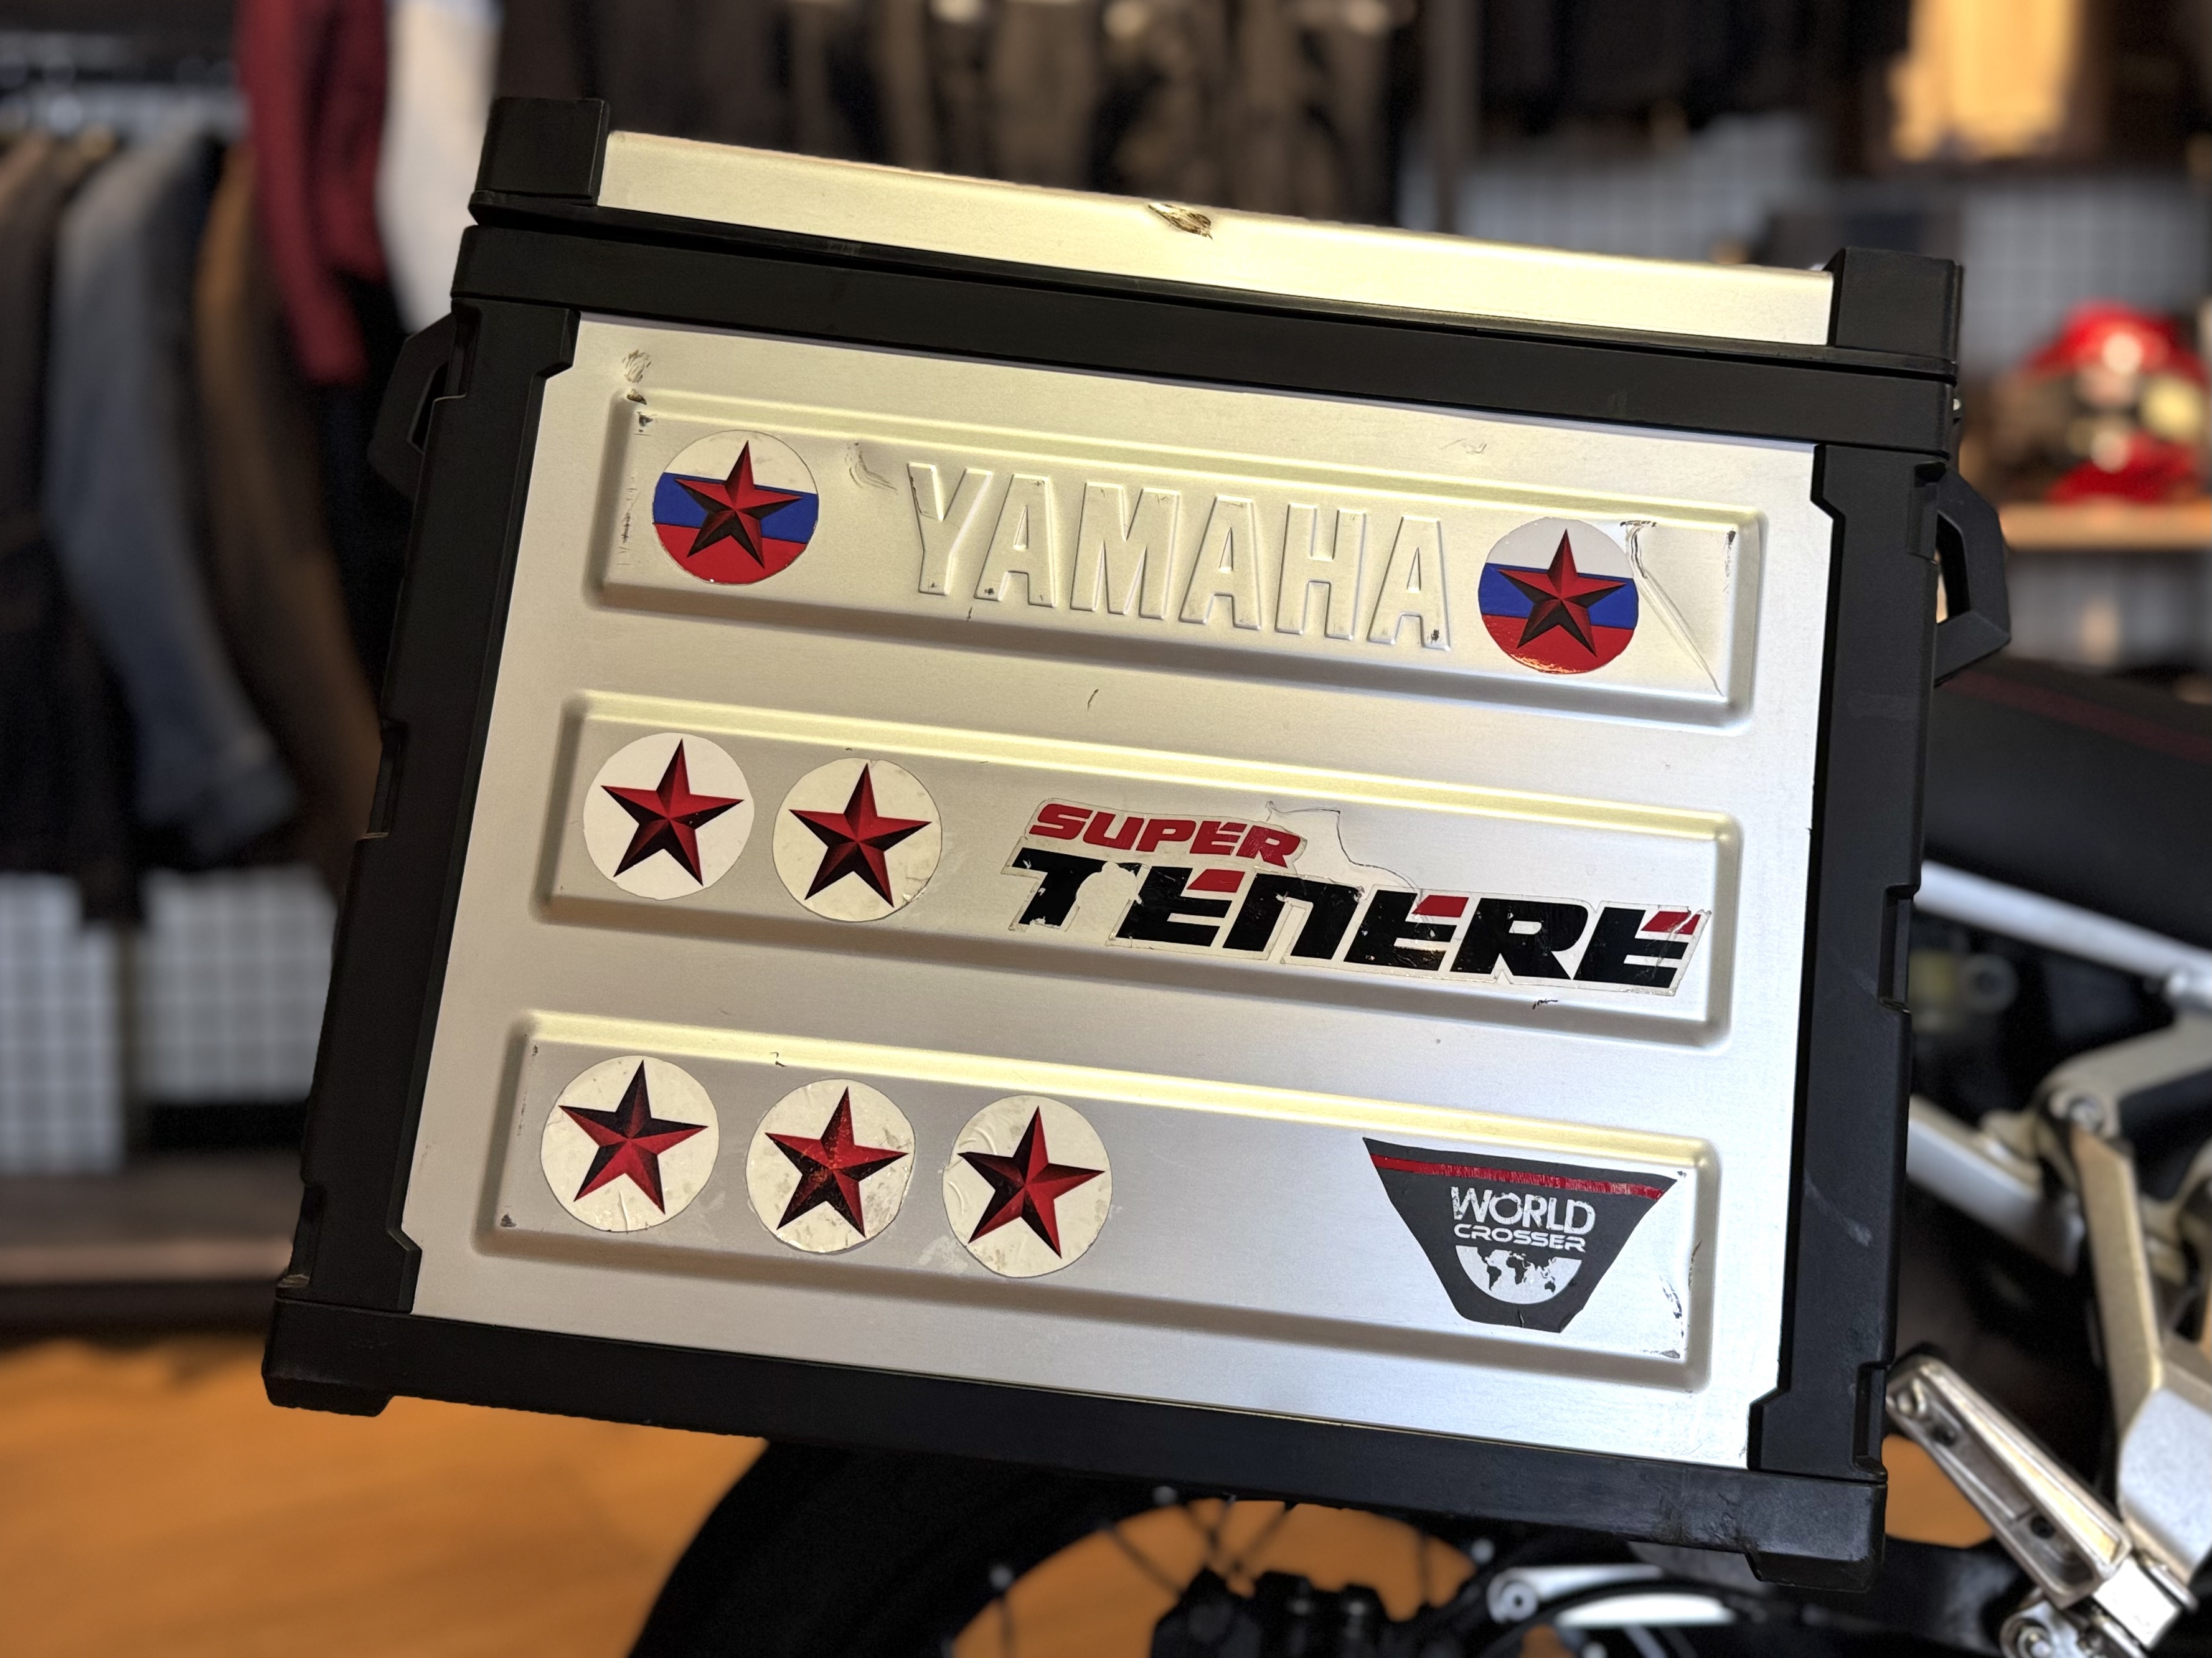 YAMAHA
SUPER
TÉNÉRÉ
WORLD
CROSSER